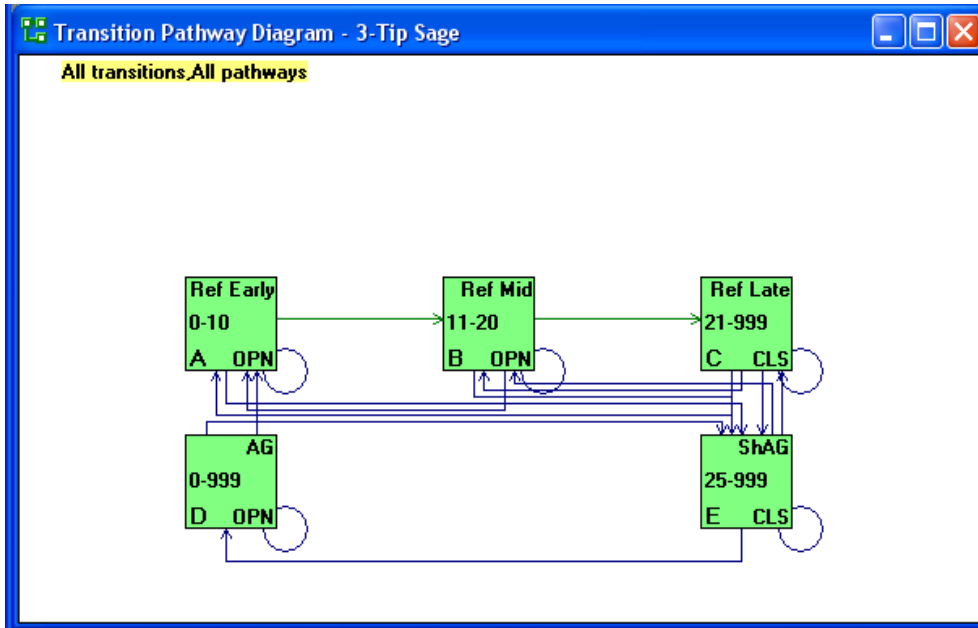 Transition Pathway Diagram - 3-Tip Sage
All transitions,All pathways
Ref Early
0-10
A OPN
Ref Mid
11-20
B OPN
Ref Late
21-999
C CLS
AG
0-999
D OPN
ShAG
25-999
E CLS